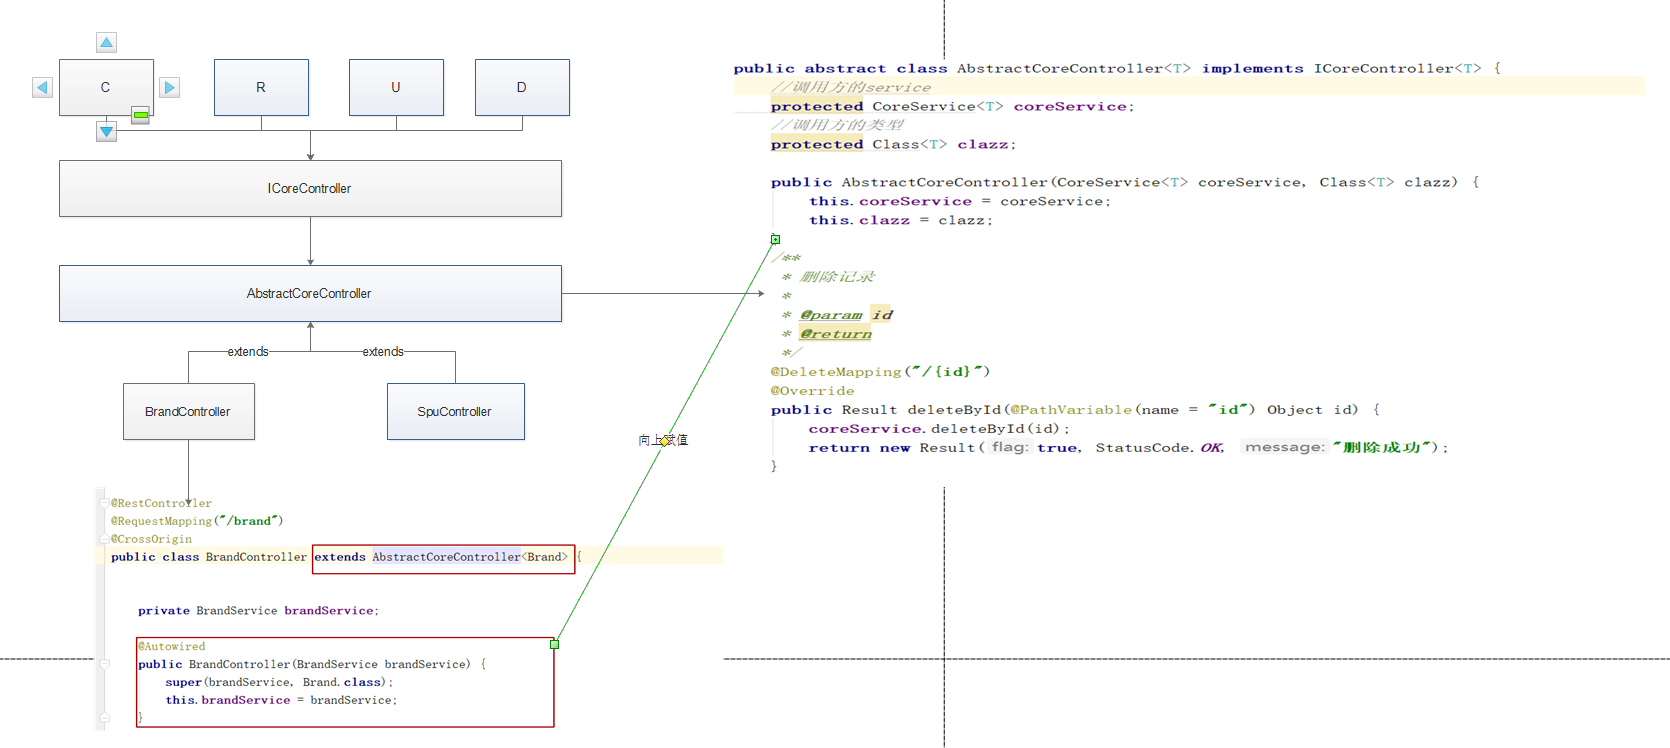 C
R
U
D
ICoreController
AbstractCoreController
extends
extends
BrandController
SpuController
@RestController
@RequestMapping("/brand")
@CrossOrigin
public class BrandController extends AbstractCoreController<Brand> {
private BrandService brandService;
@Autowired
public BrandController(BrandService brandService) {
super(brandService, Brand.class);
this.brandService = brandService;
}
向上赋值
public abstract class AbstractCoreController<T> implements ICoreController<T> {
//调用方的service
protected CoreService<T> coreService;
//调用方的类型
protected Class<T> clazz;
public AbstractCoreController(CoreService<T> coreService, Class<T> clazz) {
this.coreService = coreService;
this.clazz = clazz;
/**
* 删除记录
*
* @param id
* @return
*/
@DeleteMapping("/{id}")
@Override
public Result deleteById(@PathVariable(name = "id") Object id) {
coreService.deleteById(id);
return new Result( flag: true, StatusCode.OK, message: "删除成功");
}